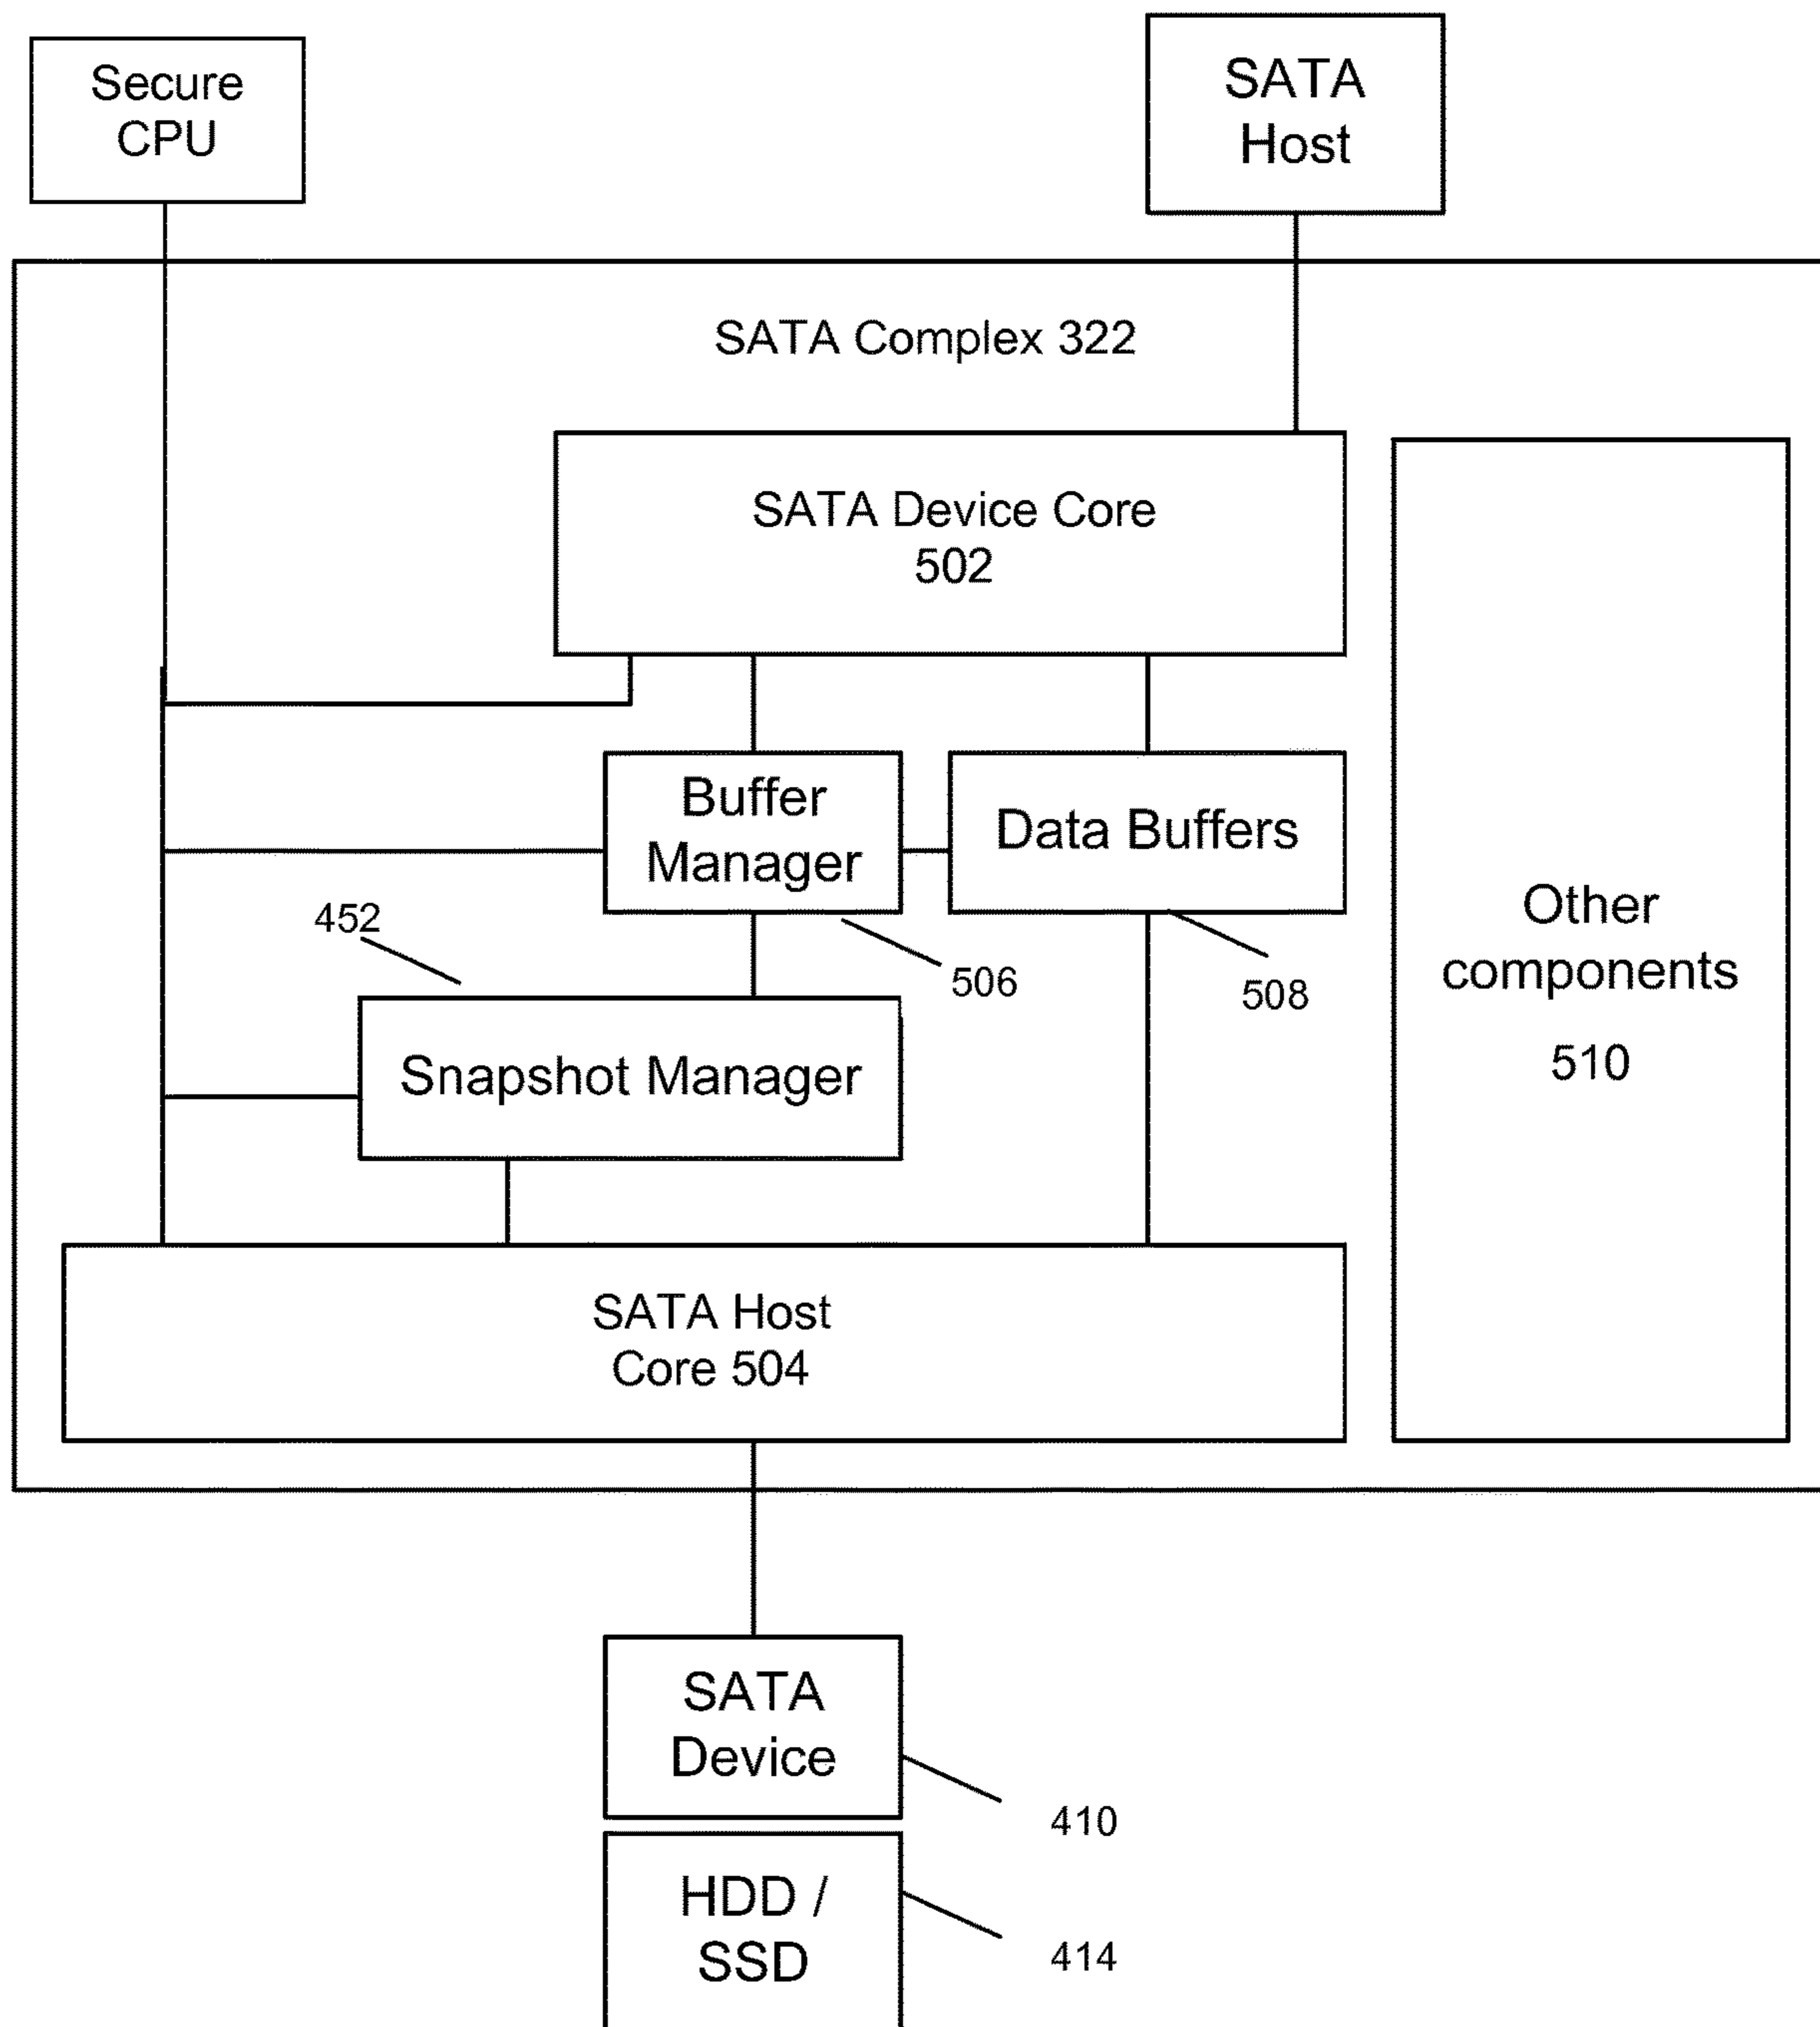 Secure
CPU
SATA
Host
SATA Complex 322
SATA Device Core
502
Buffer
Manager
Data Buffers
452
506
508
Other
components
510
Snapshot Manager
SATA Host
Core 504
SATA
Device
410
HDD /
SSD
414